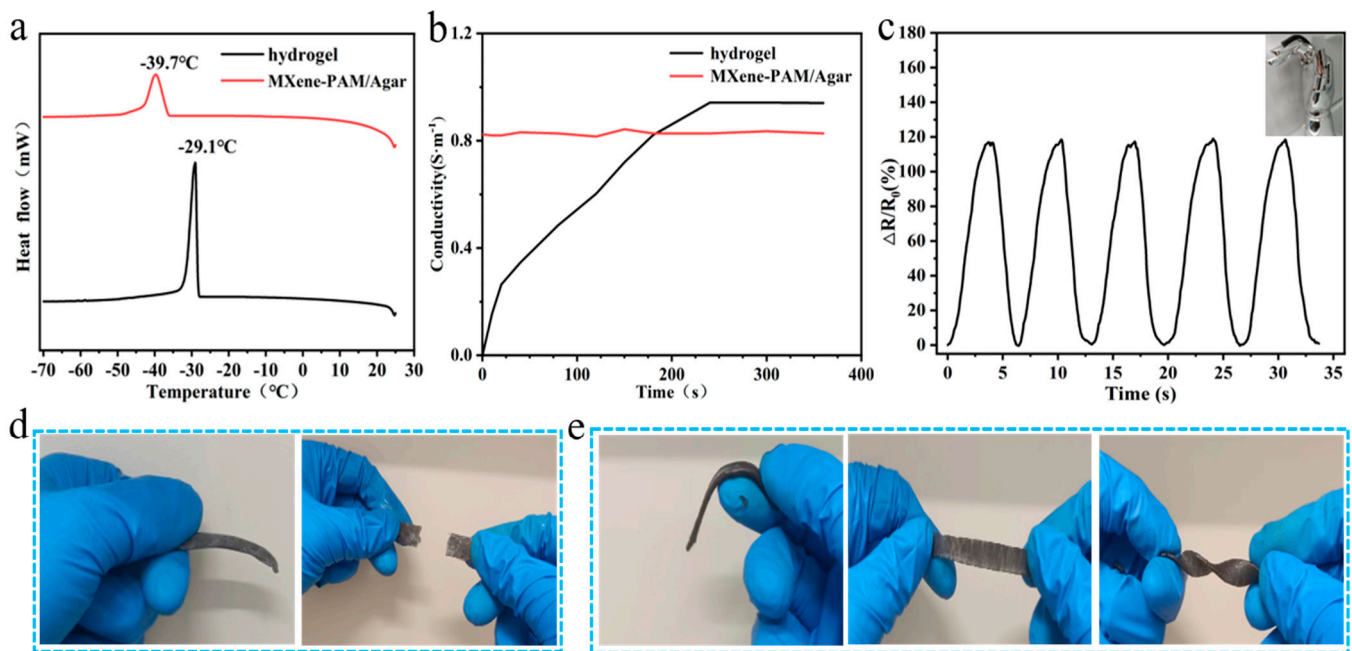 a
-39.7℃
hydrogel
MXene-PAM/Agar
-29.1℃
Heat flow（mW）
-70 -60 -50 -40 -30 -20 -10 0 10 20 30
Temperature（℃）
b
1.2
0.8
0.4
0.0
hydrogel
MXene-PAM/Agar
Conductivity(S·m⁻¹)
0 100 200 300 400
Time（s）
c
180
160
140
120
100
80
60
40
20
0
△R/R₀(%)
0 5 10 15 20 25 30 35
Time (s)
d
e